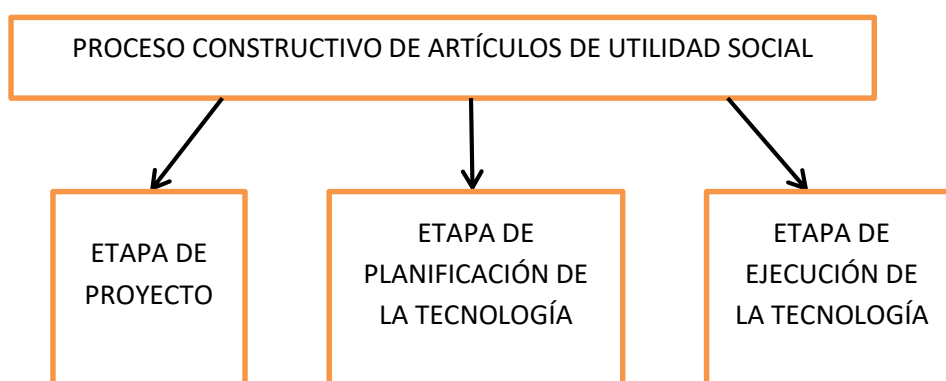 PROCESO CONSTRUCTIVO DE ARTÍCULOS DE UTILIDAD SOCIAL
ETAPA DE
PROYECTO
ETAPA DE
PLANIFICACIÓN DE
LA TECNOLOGÍA
ETAPA DE
EJECUCIÓN DE
LA TECNOLOGÍA